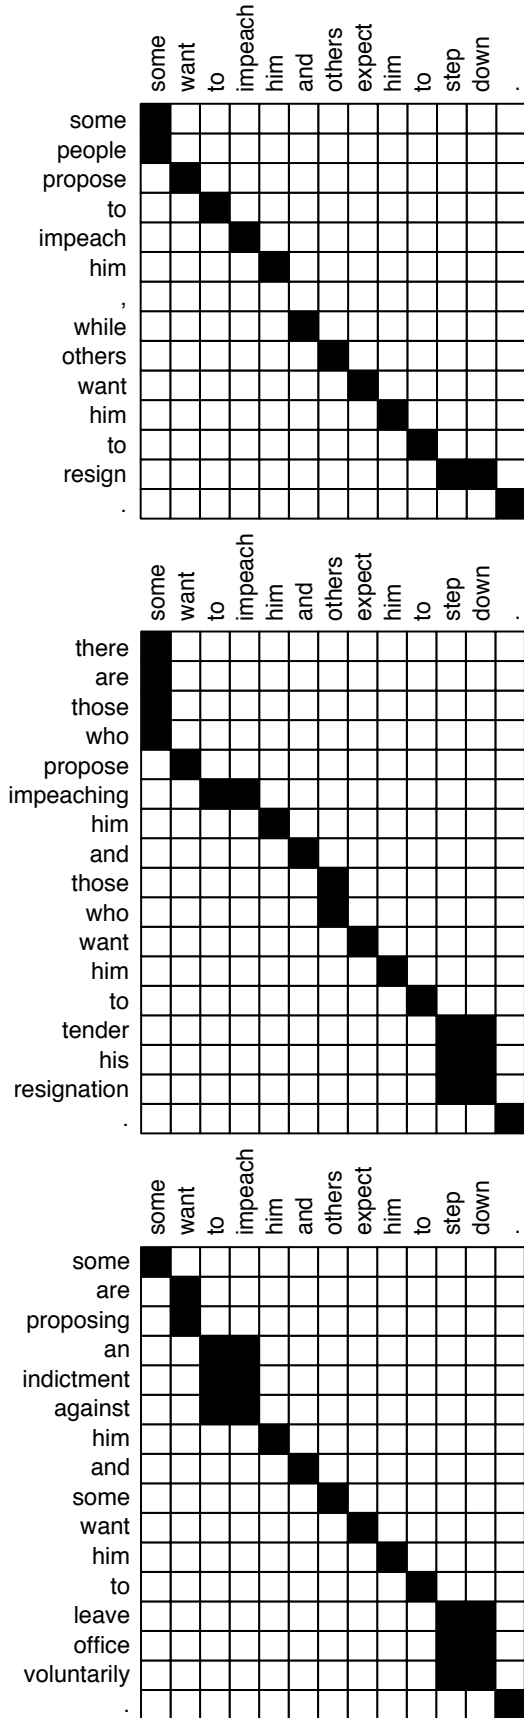 some want to impeach him and others expect him to step down .
some
people
propose
to
impeach
him
,
while
others
want
him
to
resign
.
some want to impeach him and others expect him to step down .
there
are
those
who
propose
impeaching
him
and
those
who
want
him
to
tender
his
resignation
.
some want to impeach him and others expect him to step down .
some
are
proposing
an
indictment
against
him
and
some
want
him
to
leave
office
voluntarily
.